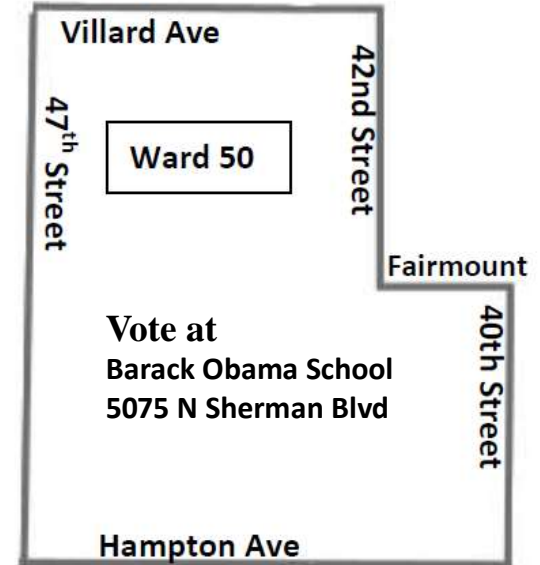 Villard Ave
42nd Street
47th Street
Ward 50
Fairmount
40th Street
Vote at
Barack Obama School
5075 N Sherman Blvd
Hampton Ave